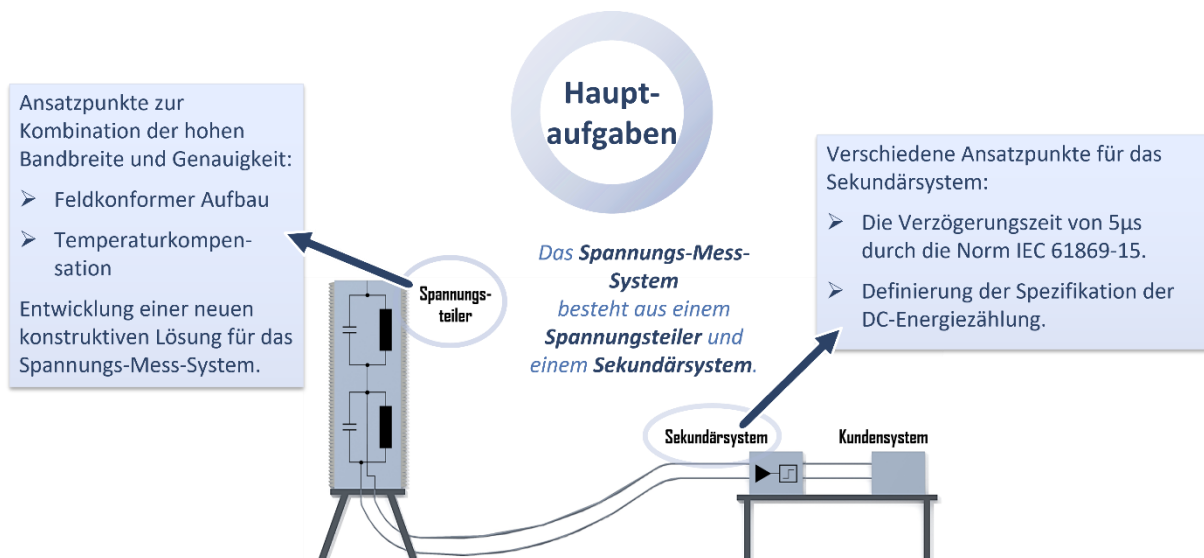 Haupt-
aufgaben
Ansatzpunkte zur
Kombination der hohen
Bandbreite und Genauigkeit:
➤ Feldkonformer Aufbau
➤ Temperaturkompen-
sation
Entwicklung einer neuen
konstruktiven Lösung für das
Spannungs-Mess-System.
Spannungs-
teiler
Das Spannungs-Mess-
System
besteht aus einem
Spannungsteiler und
einem Sekundärsystem.
Verschiedene Ansatzpunkte für das
Sekundärsystem:
➤ Die Verzögerungszeit von 5µs
durch die Norm IEC 61869-15.
➤ Definierung der Spezifikation der
DC-Energiezählung.
Sekundärsystem
Kundensystem